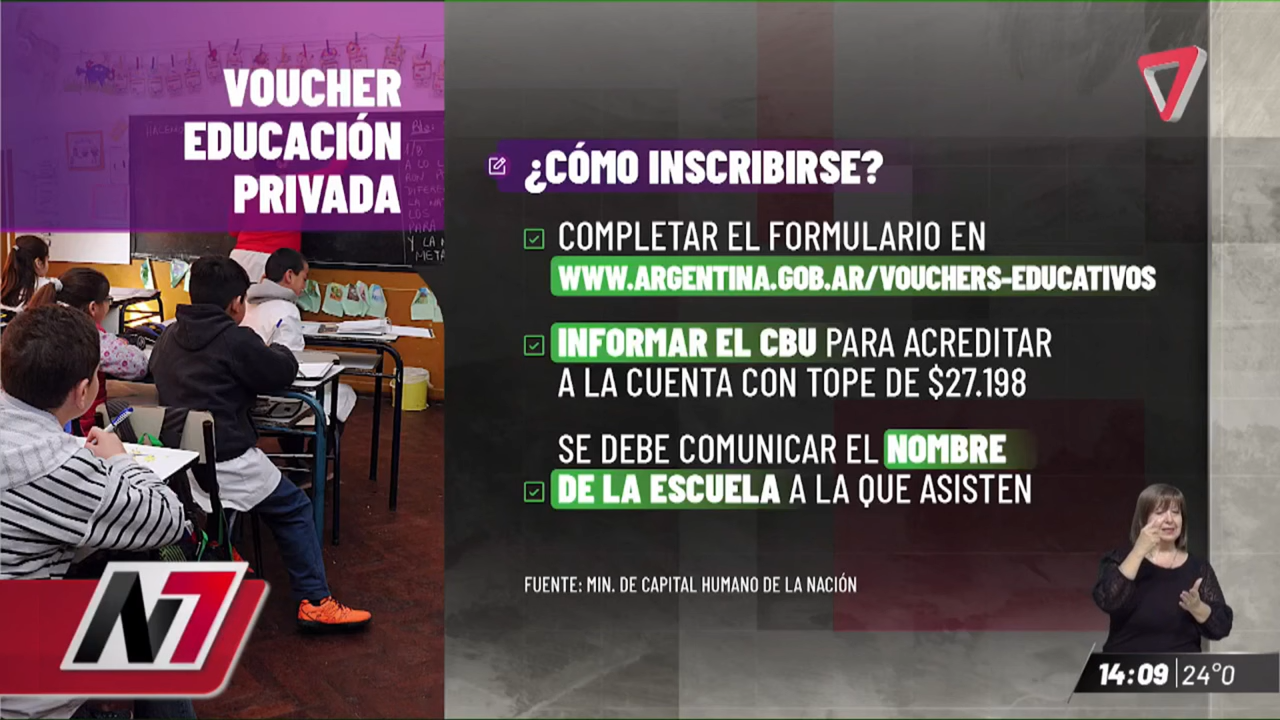 VOUCHER
EDUCACIÓN
PRIVADA
¿CÓMO INSCRIBIRSE?
COMPLETAR EL FORMULARIO EN
WWW.ARGENTINA.GOB.AR/VOUCHERS-EDUCATIVOS
INFORMAR EL CBU PARA ACREDITAR
A LA CUENTA CON TOPE DE $27.198
SE DEBE COMUNICAR EL NOMBRE
DE LA ESCUELA A LA QUE ASISTEN
FUENTE: MIN. DE CAPITAL HUMANO DE LA NACIÓN
N7
14:09 24°0